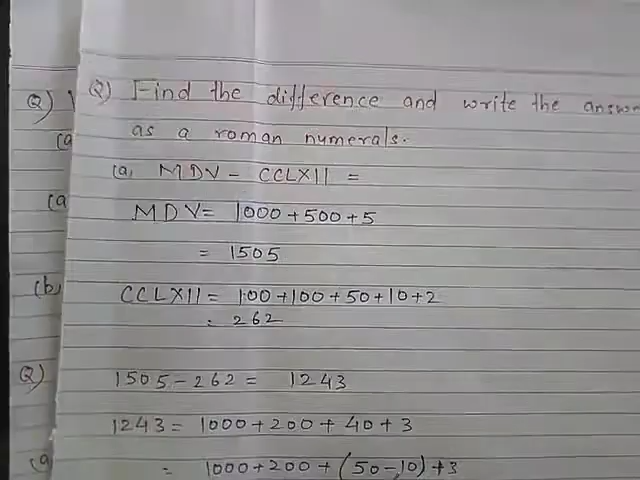 Q) Find the difference and write the
as a roman numerals.
(a) MDV - CCLXII =
MDV = 1000+500+5
= 1505
CCLXII = 100+100+50+10+2
= 262
1505-262 = 1243
1243 = 1000+200+40+3
= 1000+200+(50-10)+3
Q)
(a
(a
(b)
Q)
(a